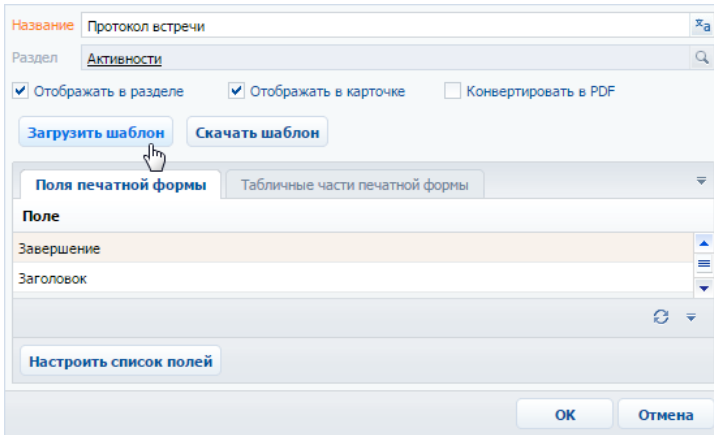 Название Протокол встречи
Раздел Активности
Отображать в разделе Отображать в карточке Конвертировать в PDF
Загрузить шаблон Скачать шаблон
Поля печатной формы Табличные части печатной формы
Поле
Завершение
Заголовок
Настроить список полей
ОК Отмена